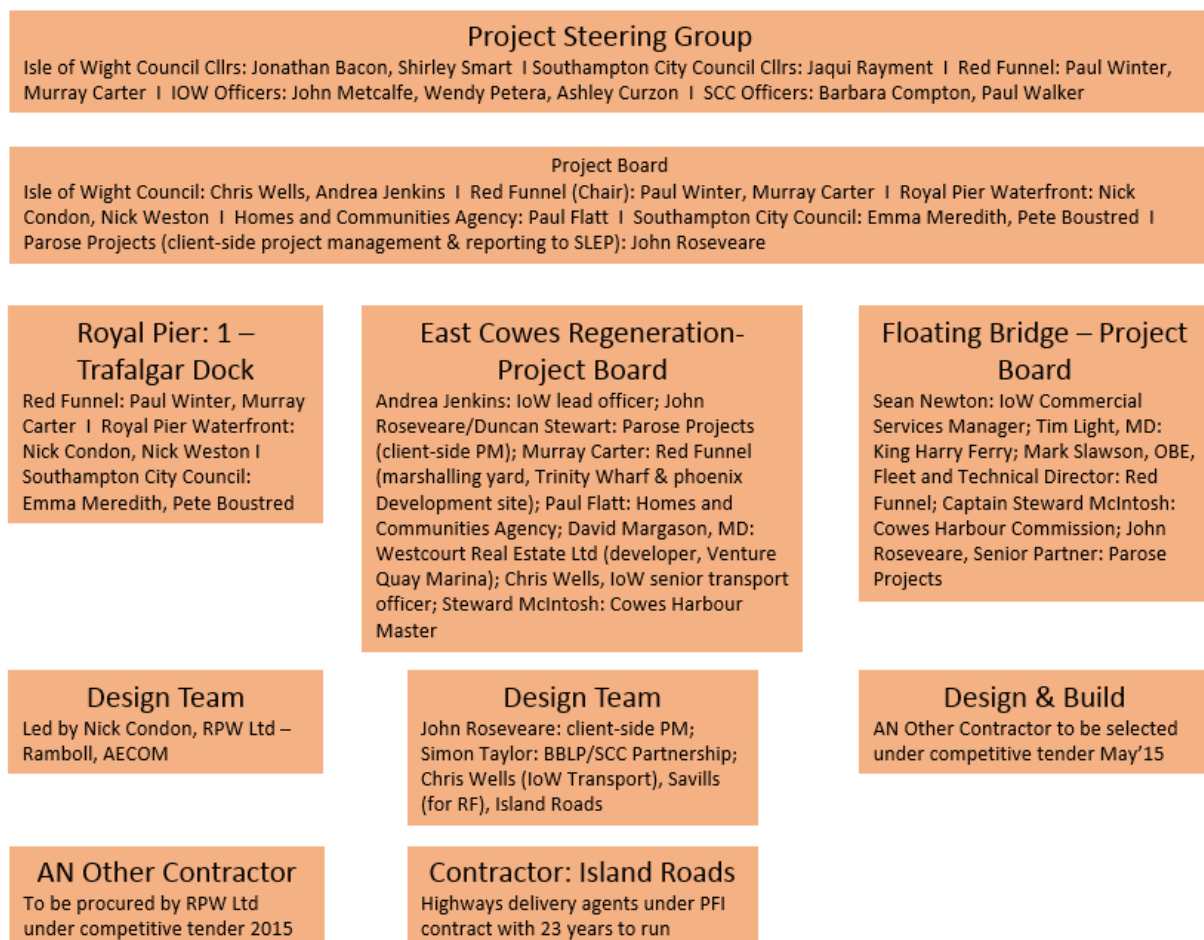 Project Steering Group
Isle of Wight Council Cllrs: Jonathan Bacon, Shirley Smart I Southampton City Council Cllrs: Jaqui Rayment I Red Funnel: Paul Winter,
Murray Carter I IOW Officers: John Metcalfe, Wendy Petera, Ashley Curzon I SCC Officers: Barbara Compton, Paul Walker
Project Board
Isle of Wight Council: Chris Wells, Andrea Jenkins I Red Funnel (Chair): Paul Winter, Murray Carter I Royal Pier Waterfront: Nick
Condon, Nick Weston I Homes and Communities Agency: Paul Flatt I Southampton City Council: Emma Meredith, Pete Boustred I
Parose Projects (client-side project management & reporting to SLEP): John Roseveare
Royal Pier: 1 –
Trafalgar Dock
Red Funnel: Paul Winter, Murray
Carter I Royal Pier Waterfront:
Nick Condon, Nick Weston I
Southampton City Council:
Emma Meredith, Pete Boustred
East Cowes Regeneration-
Project Board
Andrea Jenkins: IoW lead officer; John
Roseveare/Duncan Stewart: Parose Projects
(client-side PM); Murray Carter: Red Funnel
(marshalling yard, Trinity Wharf & phoenix
Development site); Paul Flatt: Homes and
Communities Agency; David Margason, MD:
Westcourt Real Estate Ltd (developer, Venture
Quay Marina); Chris Wells, IoW senior transport
officer; Steward McIntosh: Cowes Harbour
Master
Floating Bridge – Project
Board
Sean Newton: IoW Commercial
Services Manager; Tim Light, MD:
King Harry Ferry; Mark Slawson, OBE,
Fleet and Technical Director: Red
Funnel; Captain Steward McIntosh:
Cowes Harbour Commission; John
Roseveare, Senior Partner: Parose
Projects
Design Team
Led by Nick Condon, RPW Ltd –
Ramboll, AECOM
Design Team
John Roseveare: client-side PM;
Simon Taylor: BBLP/SCC Partnership;
Chris Wells (IoW Transport), Savills
(for RF), Island Roads
Design & Build
AN Other Contractor to be selected
under competitive tender May'15
AN Other Contractor
To be procured by RPW Ltd
under competitive tender 2015
Contractor: Island Roads
Highways delivery agents under PFI
contract with 23 years to run